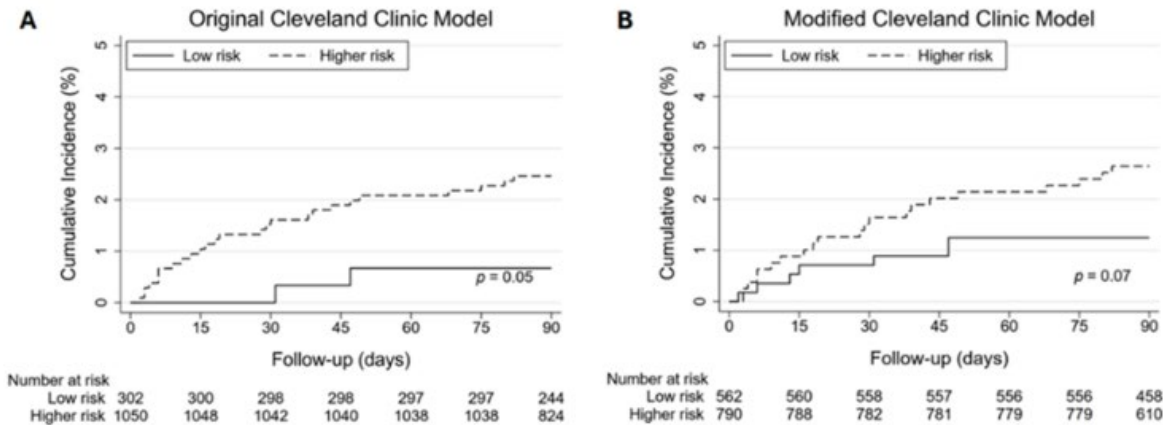 A
Original Cleveland Clinic Model
Low risk
Higher risk
Cumulative Incidence (%)
5
4
3
2
1
0
p = 0.05
0 15 30 45 60 75 90
Follow-up (days)
Number at risk
Low risk 302 300 298 298 297 297 244
Higher risk 1050 1048 1042 1040 1038 1038 824
B
Modified Cleveland Clinic Model
Low risk
Higher risk
Cumulative Incidence (%)
5
4
3
2
1
0
p = 0.07
0 15 30 45 60 75 90
Follow-up (days)
Number at risk
Low risk 562 560 558 557 556 556 458
Higher risk 790 788 782 781 779 779 610